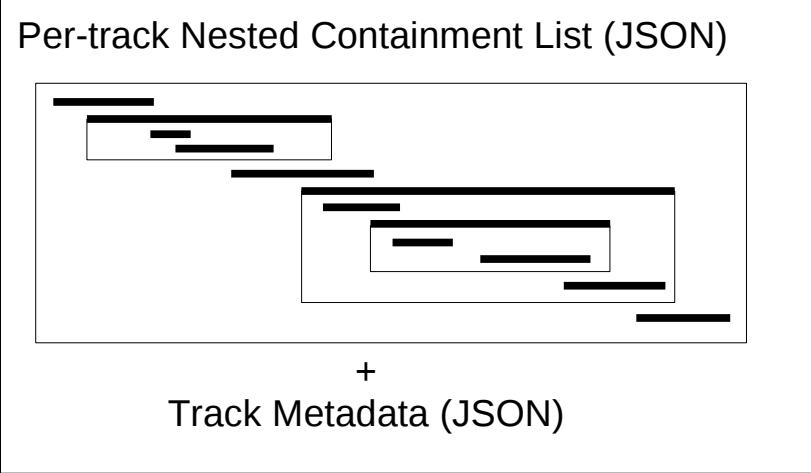 Per-track Nested Containment List (JSON)
+
Track Metadata (JSON)